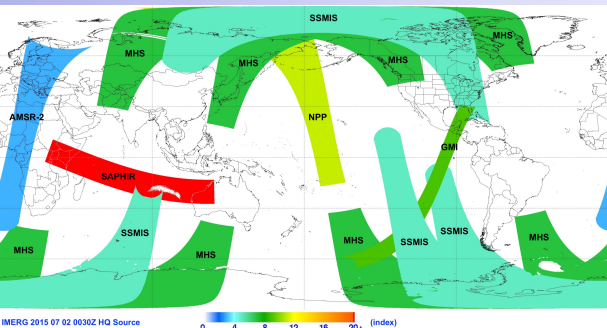 SSMIS
MHS
MHS
MHS
MHS
AMSR-2
NPP
GMI
SAPHIR
SSMIS
MHS
MHS
MHS
SSMIS
SSMIS
MHS
IMERG 2015 07 02 0030Z HQ Source
0 4 8 12 16 20+ (index)